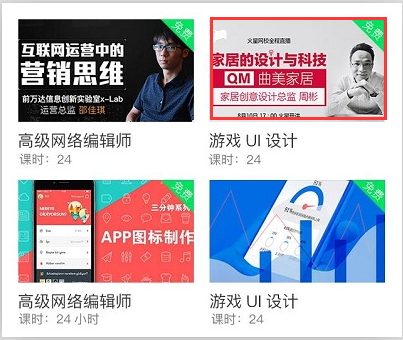 免费
互联网运营中的
营销思维
前万达信息创新实验室x-Lab
运营总监 邵佳琪
高级网络编辑师
课时：24
免费
火星网校全程直播
家居的设计与科技
QM 曲美家居
家居创意设计总监 周彬
8月10日 17:00 火星开讲
游戏 UI 设计
课时：24
免费
三分钟系列
APP图标制作
高级网络编辑师
课时：24 小时
免费
游戏 UI 设计
课时：24